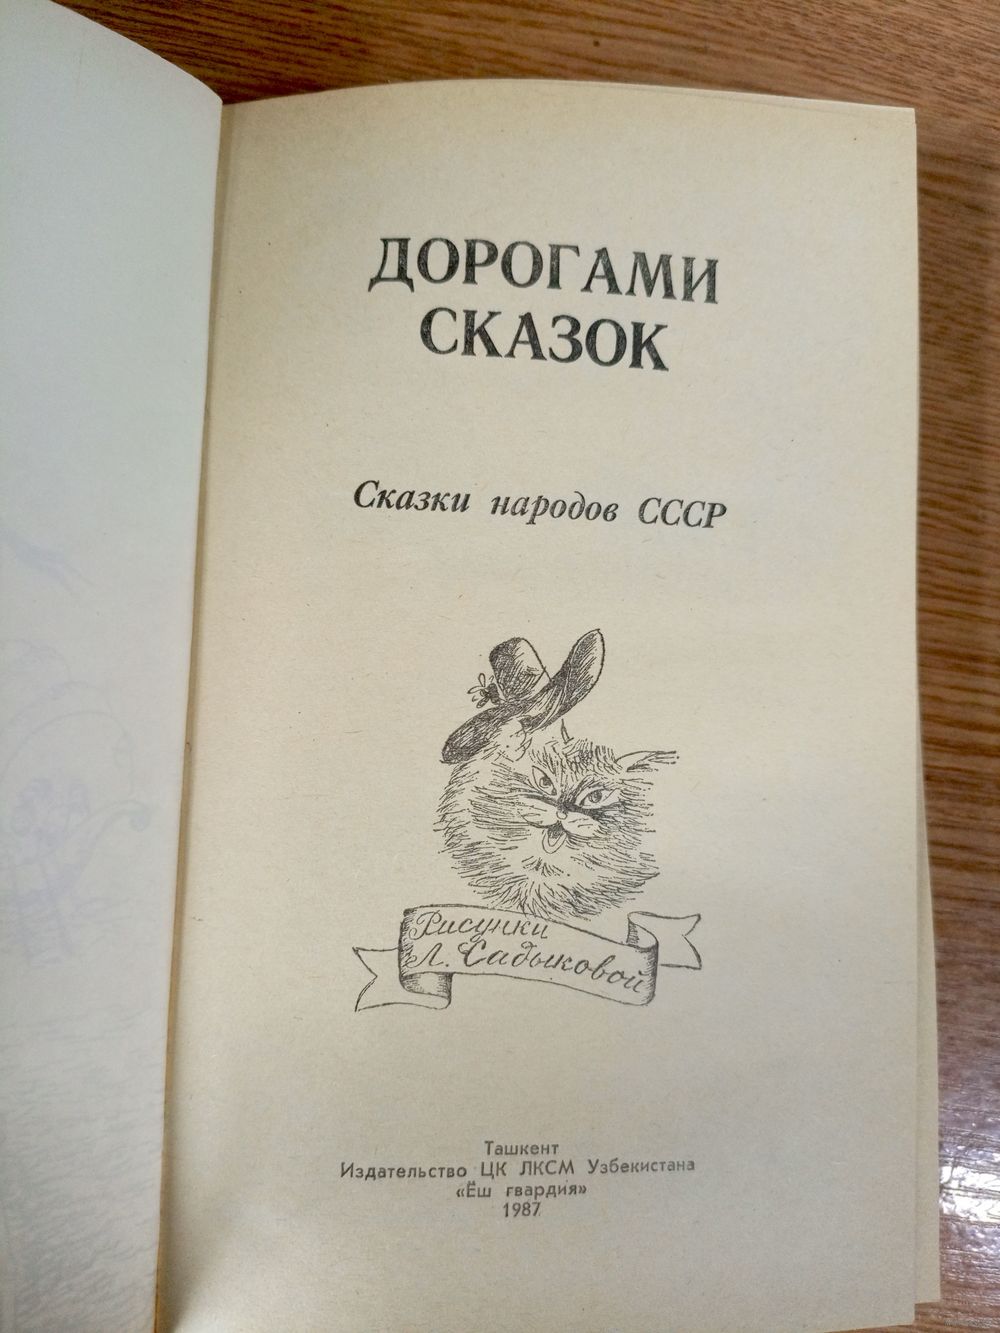 ДОРОГАМИ
СКАЗОК
Сказки народов СССР
Рисунки
Л. Садыковой
Ташкент
Издательство ЦК ЛКСМ Узбекистана
«Ёш гвардия»
1987